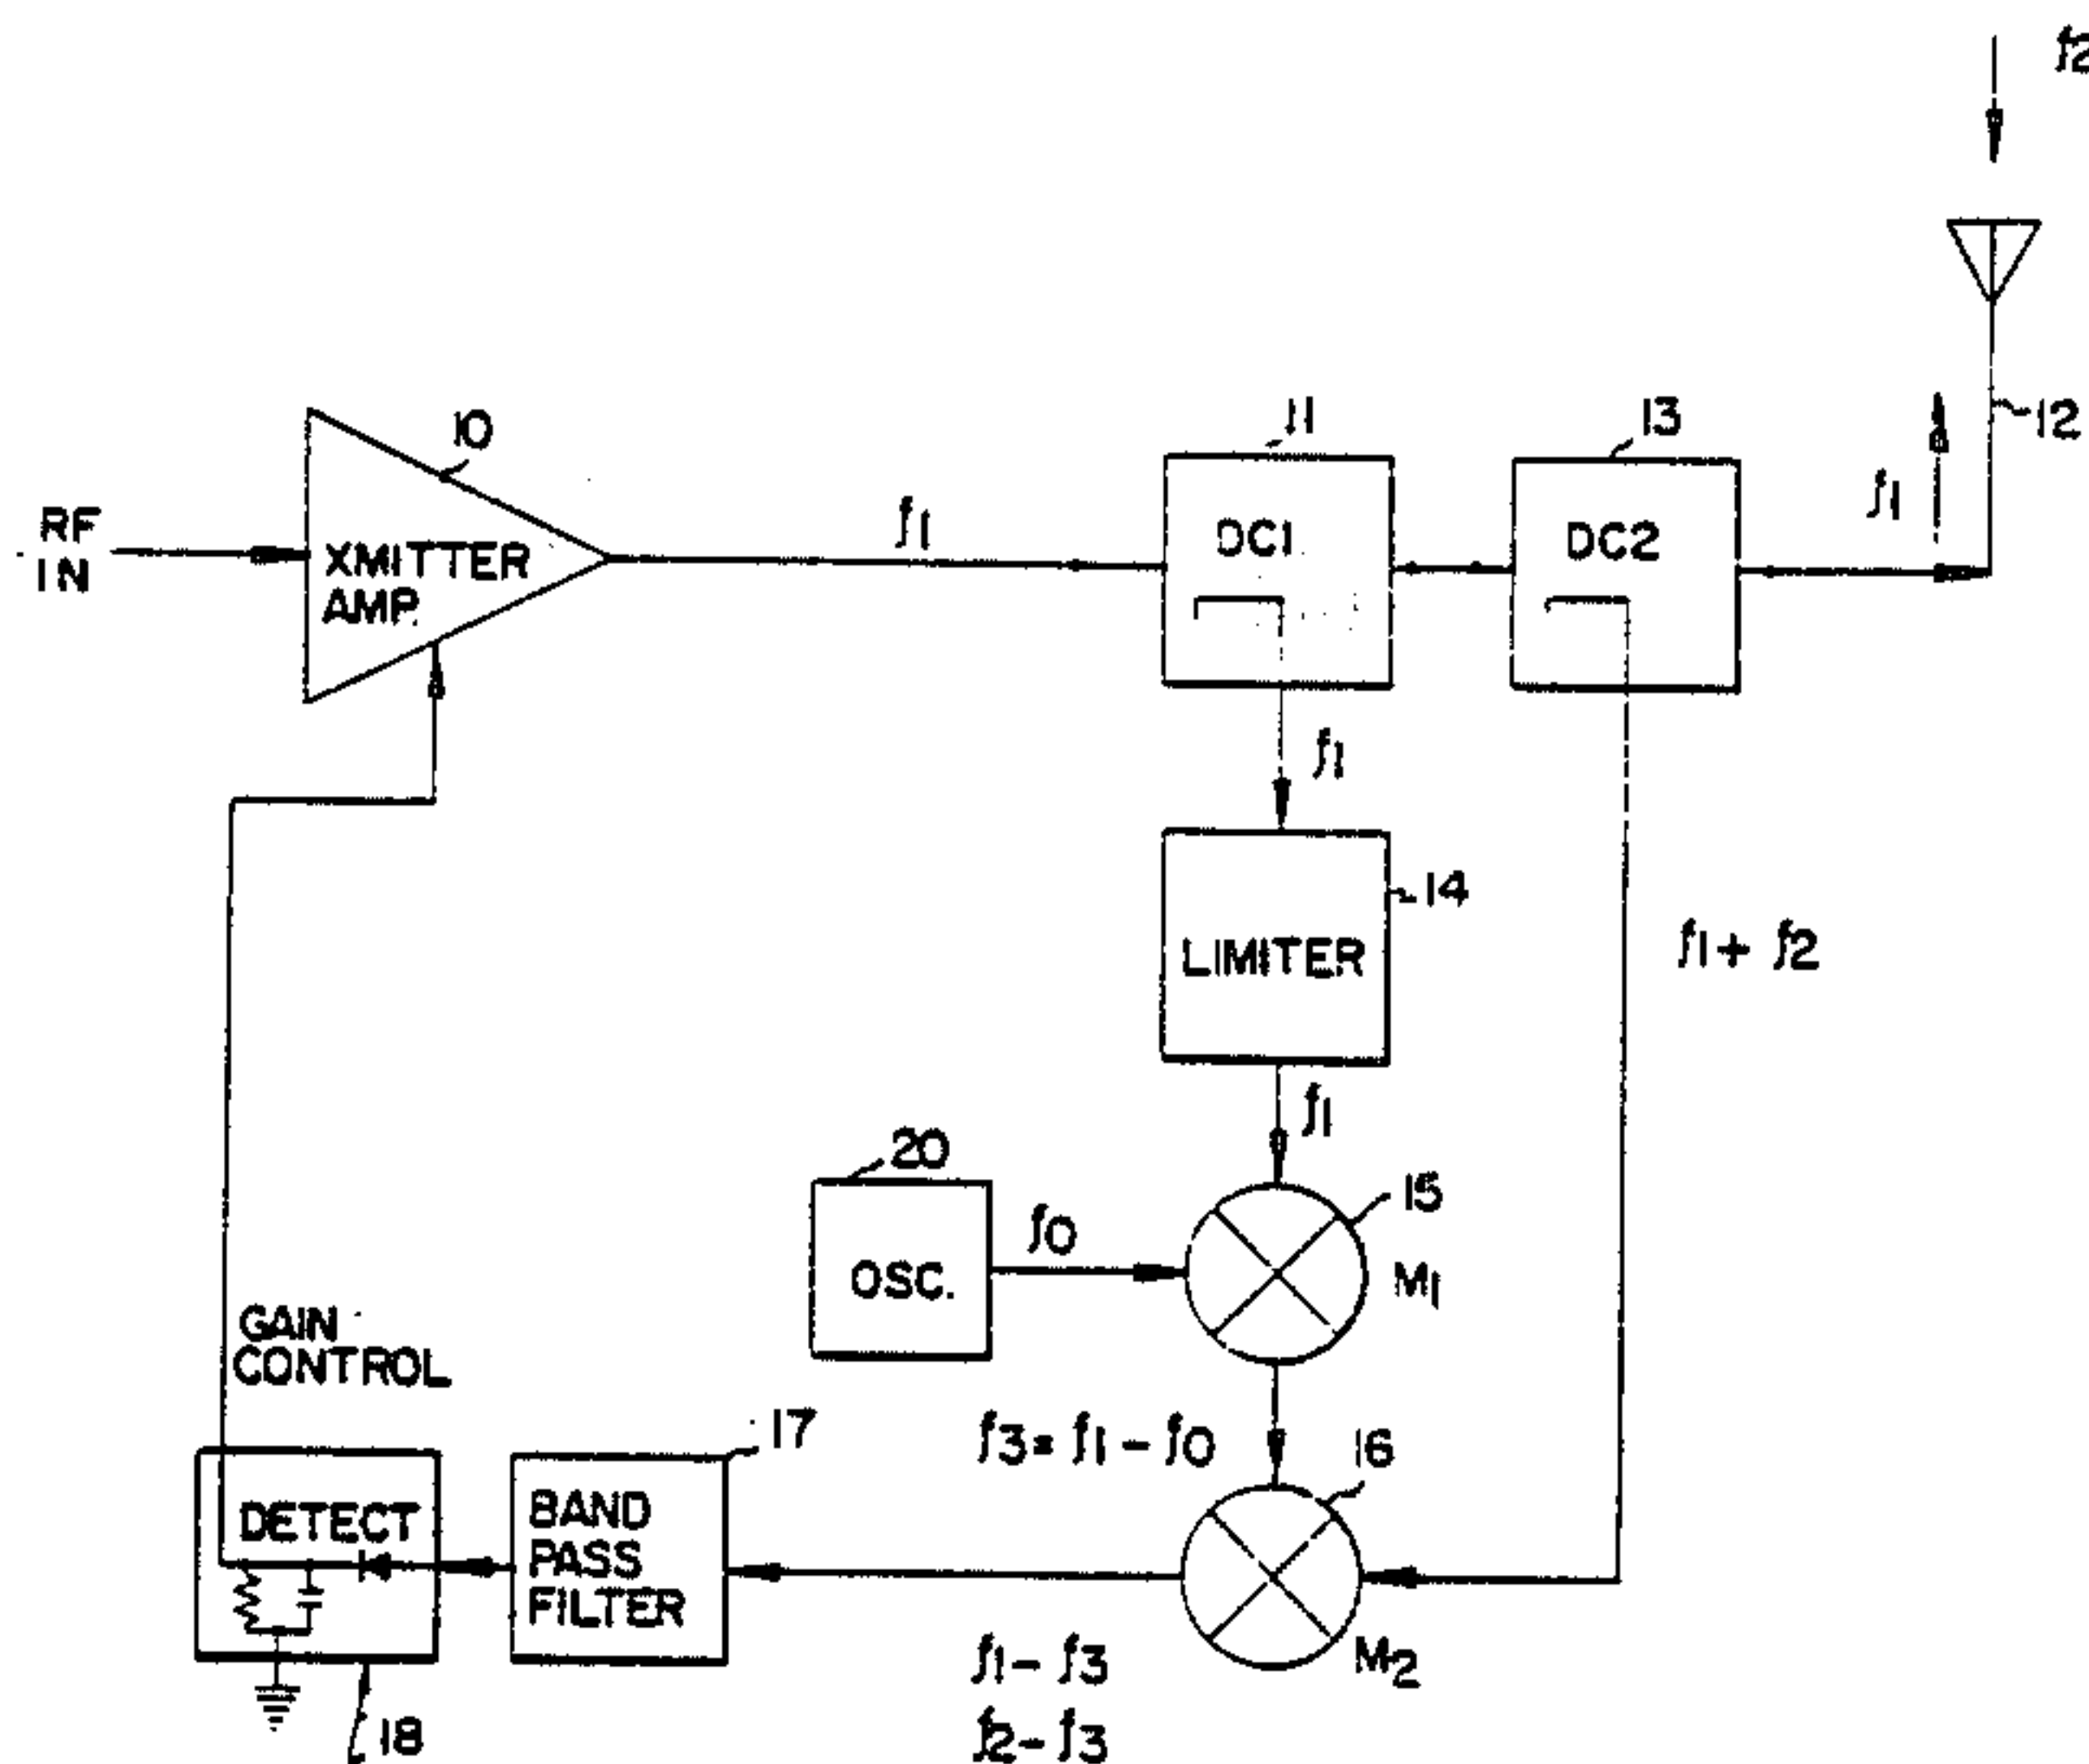 f2
12
f1
13
11
10
RF
IN
XMITTER
AMP.
f1
DC1
DC2
f1
14
LIMITER
f1 + f2
f1
20
OSC.
fO
15
M1
GAIN
CONTROL
f3 = f1 - fO
16
17
DETECT
BAND
PASS
FILTER
M2
f1 - f3
f2 - f3
18